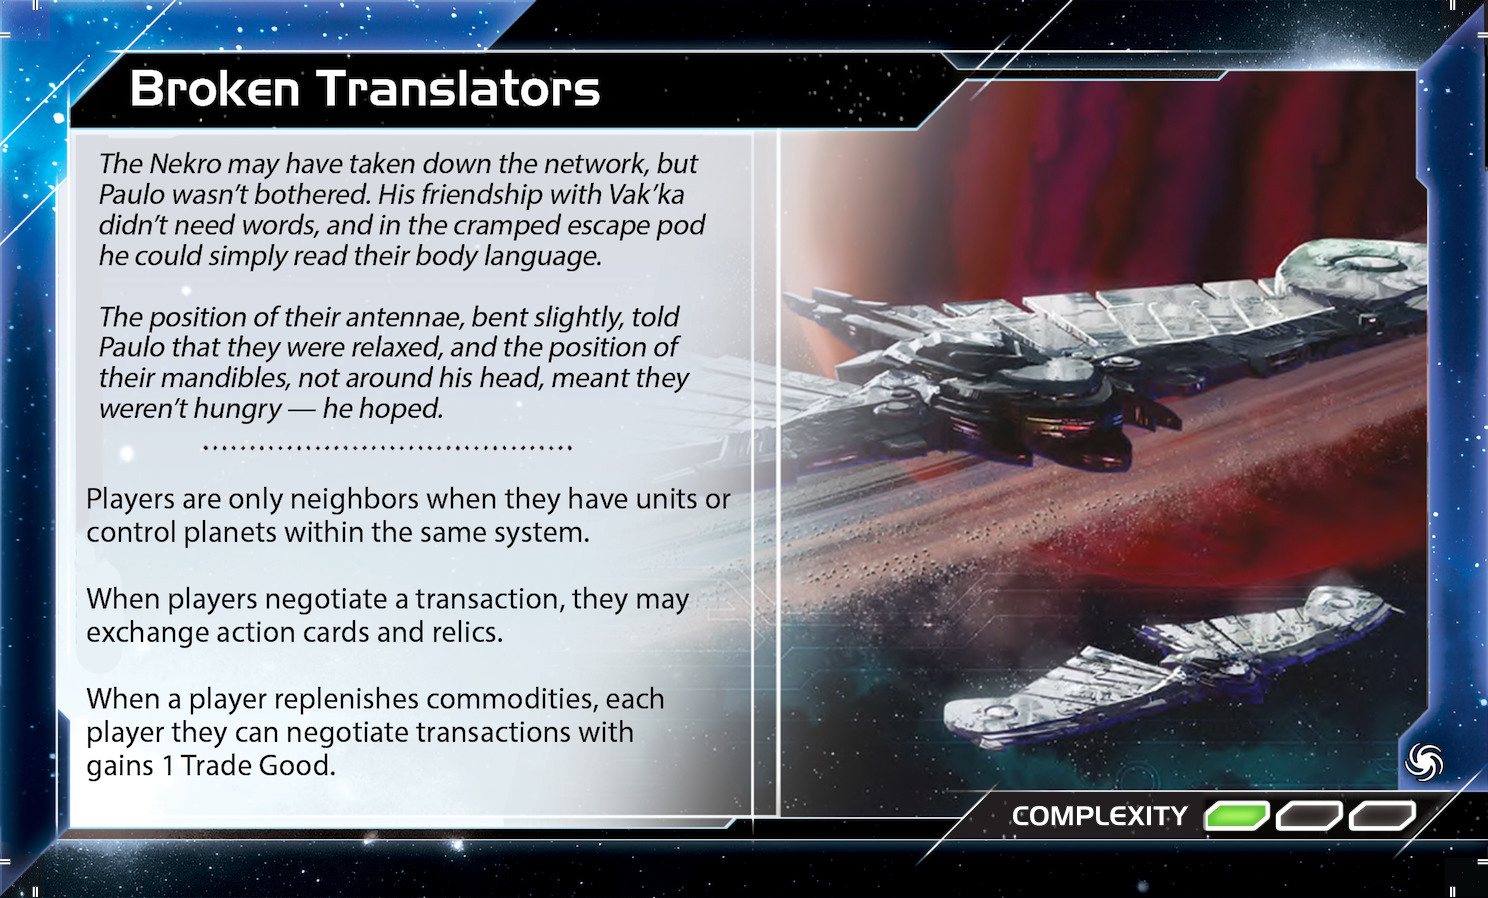 Broken Translators
The Nekro may have taken down the network, but
Paulo wasn’t bothered. His friendship with Vak’ka
didn’t need words, and in the cramped escape pod
he could simply read their body language.
The position of their antennae, bent slightly, told
Paulo that they were relaxed, and the position of
their mandibles, not around his head, meant they
weren’t hungry — he hoped.
Players are only neighbors when they have units or
control planets within the same system.
When players negotiate a transaction, they may
exchange action cards and relics.
When a player replenishes commodities, each
player they can negotiate transactions with
gains 1 Trade Good.
COMPLEXITY